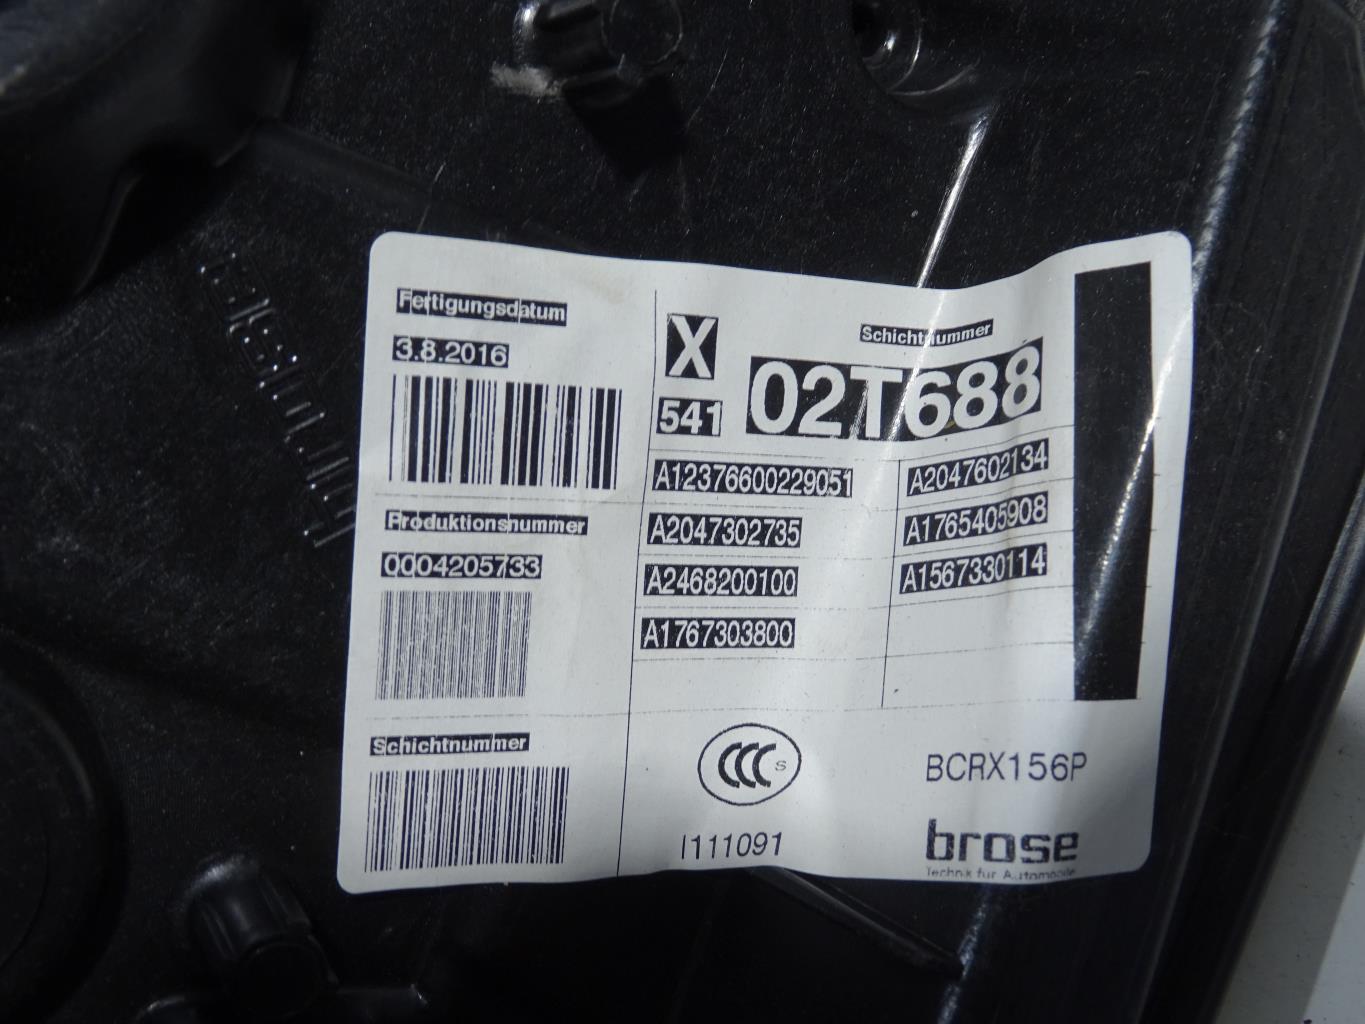 Fertigungsdatum
3.8.2016
Produktionsnummer
0004205733
Schichtnummer
X
541
Schichtnummer
02T688
A12376600229051
A2047302735
A2468200100
A1767303800
A2047602134
A1765405908
A1567330114
CCC S
I111091
BCRX156P
brose
Technik für Automobile